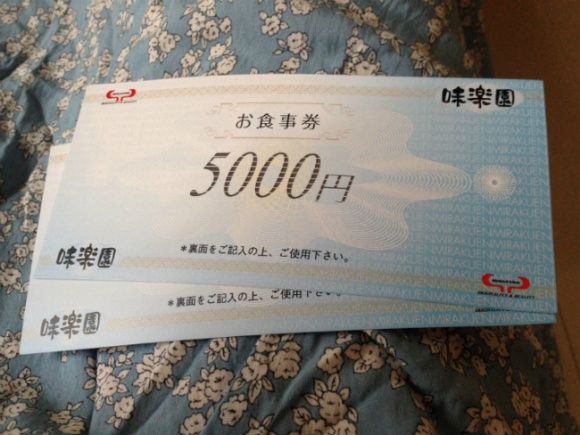 味楽園
お食事券
5000円
味楽園
*裏面をご記入の上、ご使用下さい。
味楽園
*裏面をご記入の上、ご使用下さい。
MIRAKUEN